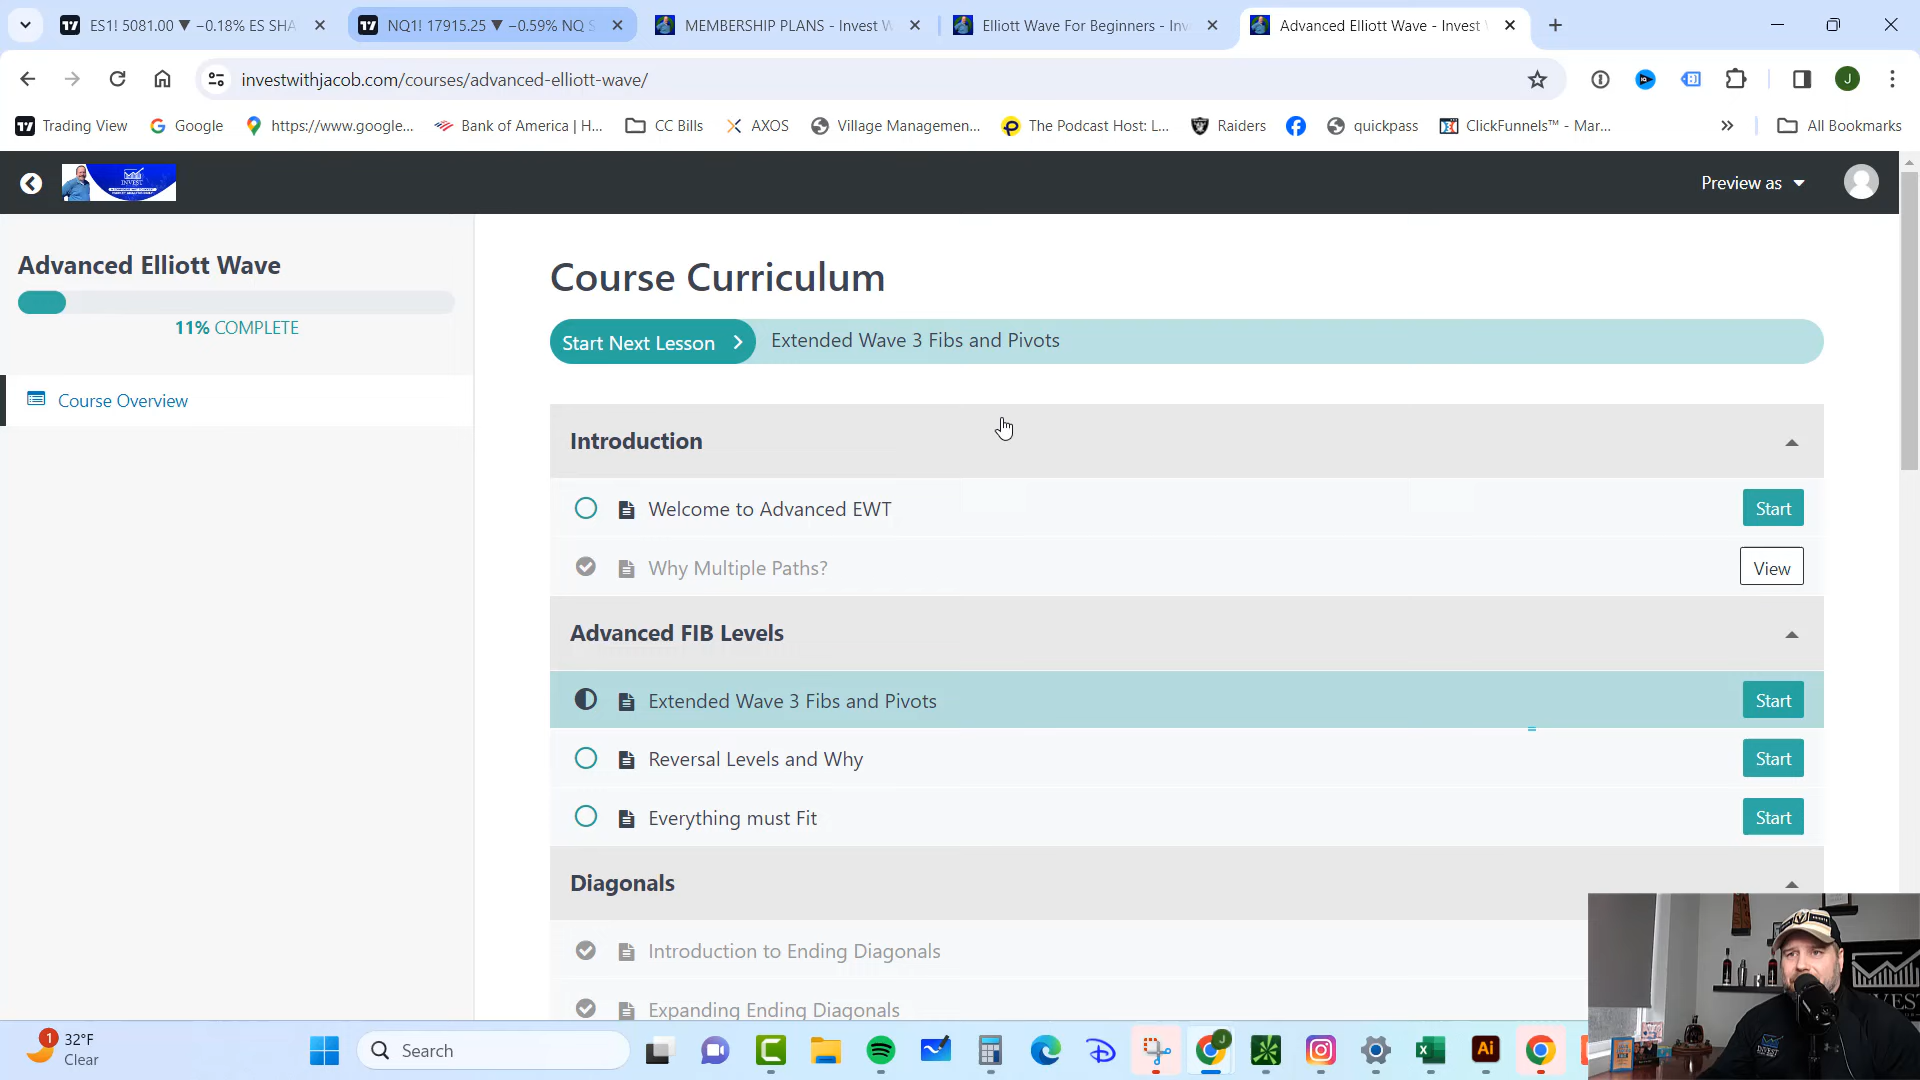 ES1! 5081.00 ▼ −0.18% ES SHA
NQ1! 17915.25 ▼ −0.59% NQ S
MEMBERSHIP PLANS - Invest W
Elliott Wave For Beginners - Inv
Advanced Elliott Wave - Invest
investwithjacob.com/courses/advanced-elliott-wave/
J
Trading View
Google
https://www.google...
Bank of America | H...
CC Bills
AXOS
Village Managemen...
The Podcast Host: L...
Raiders
quickpass
ClickFunnels™ - Mar...
All Bookmarks
INVEST
Preview as
Advanced Elliott Wave
11% COMPLETE
Course Overview
Course Curriculum
Start Next Lesson
Extended Wave 3 Fibs and Pivots
Introduction
Welcome to Advanced EWT
Start
Why Multiple Paths?
View
Advanced FIB Levels
Extended Wave 3 Fibs and Pivots
Start
Reversal Levels and Why
Start
Everything must Fit
Start
Diagonals
Introduction to Ending Diagonals
Expanding Ending Diagonals
1
32°F
Clear
Search
J
Ai